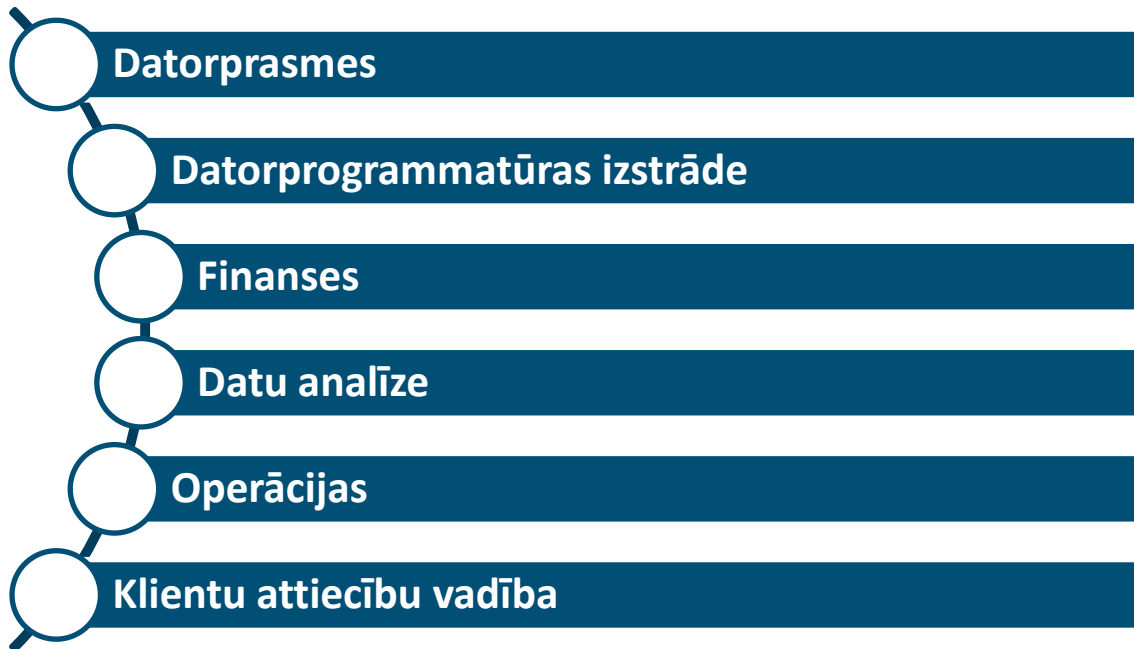 Datorprasmes
Datorprogrammatūras izstrāde
Finanses
Datu analīze
Operācijas
Klientu attiecību vadība